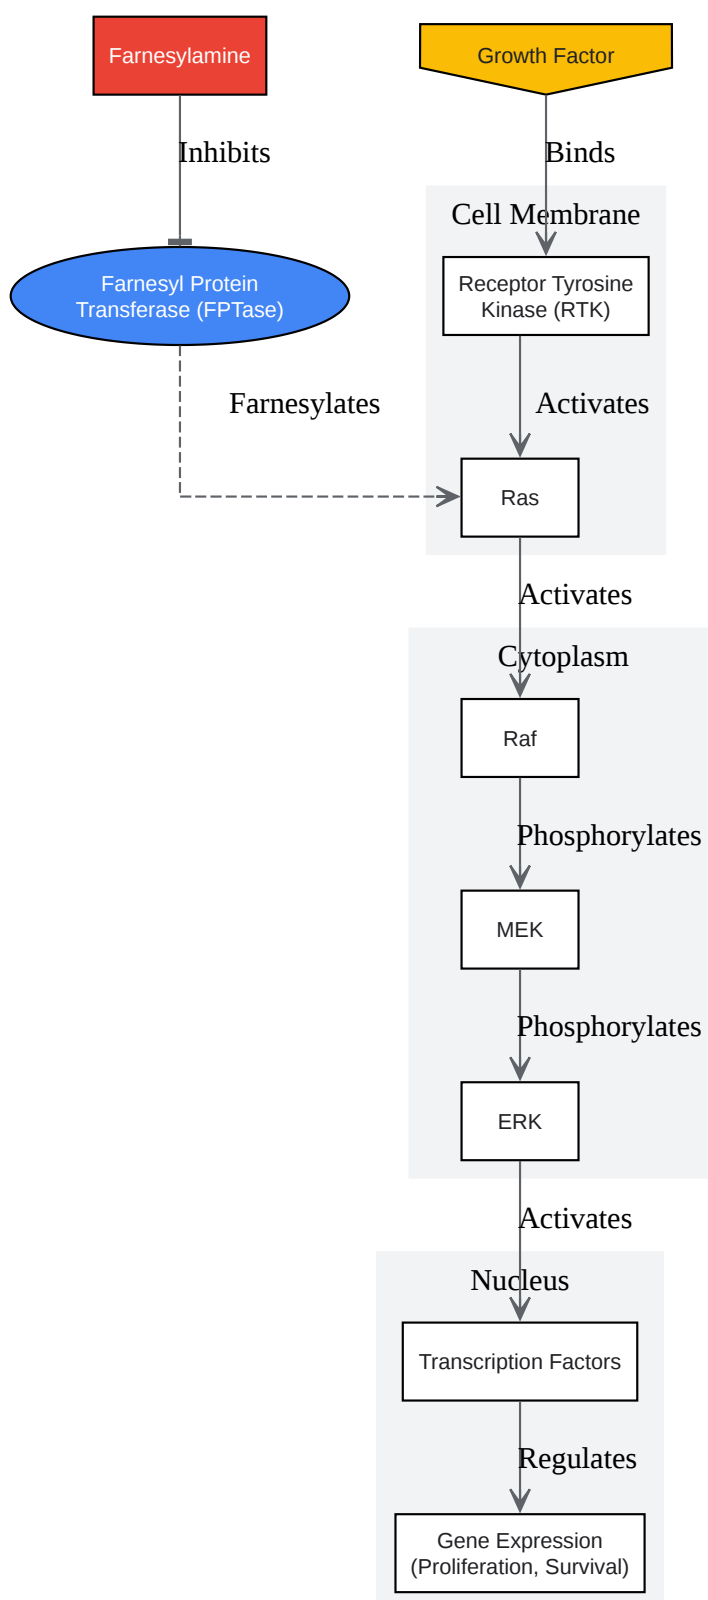 Farnesylamine
Growth Factor
Inhibits
Binds
Cell Membrane
Farnesyl Protein
Transferase (FPTase)
Receptor Tyrosine
Kinase (RTK)
Farnesylates
Activates
Ras
Activates
Cytoplasm
Raf
Phosphorylates
MEK
Phosphorylates
ERK
Activates
Nucleus
Transcription Factors
Regulates
Gene Expression
(Proliferation, Survival)